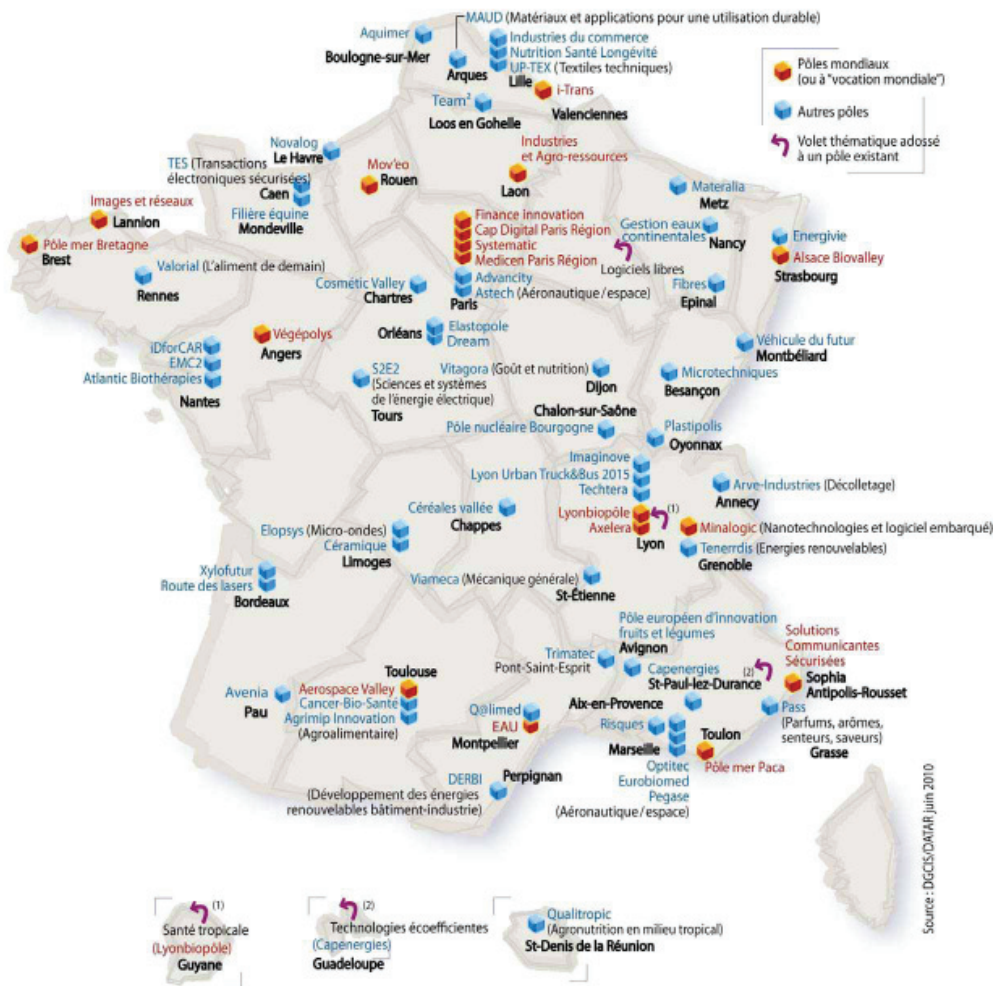 MAUD (Matériaux et applications pour une utilisation durable)
Aquimer
Boulogne-sur-Mer
Arques
Industries du commerce
Nutrition Santé Longévité
UP-TEX (Textiles techniques)
Lille
i-Trans
Valenciennes
Team²
Loos en Gohelle
Pôles mondiaux
(ou à "vocation mondiale")
Autres pôles
Volet thématique adossé
à un pôle existant
Novalog
Le Havre
TES (Transactions
électroniques sécurisées)
Caen
Filière équine
Mondeville
Mov'eo
Rouen
Industries
et Agro-ressources
Laon
Materalia
Metz
Images et réseaux
Lannion
Pôle mer Bretagne
Brest
Valorial (L'aliment de demain)
Rennes
Finance Innovation
Cap Digital Paris Région
Systematic
Medicen Paris Région
Advancity
Astech (Aéronautique/espace)
Paris
Logiciels libres
Gestion eaux
continentales
Nancy
Energivie
Alsace Biovalley
Strasbourg
Fibres
Epinal
Cosmétic Valley
Chartres
Orléans
Elastopole
Dream
Végépolys
Angers
iDforCAR
EMC2
Atlantic Biothérapies
Nantes
S2E2
(Sciences et systèmes
de l'énergie électrique)
Tours
Vitagora (Goût et nutrition)
Dijon
Véhicule du futur
Montbéliard
Microtechniques
Besançon
Chalon-sur-Saône
Pôle nucléaire Bourgogne
Plastipolis
Oyonnax
Imaginove
Lyon Urban Truck&Bus 2015
Techtera
Lyonbiopôle
Axelera
(1)
Lyon
Arve-Industries (Décolletage)
Annecy
Minalogic (Nanotechnologies et logiciel embarqué)
Tenerrdis (Energies renouvelables)
Grenoble
Céréales vallée
Chappes
Elopsys (Micro-ondes)
Céramique
Limoges
Viameca (Mécanique générale)
St-Étienne
Xylofutur
Route des lasers
Bordeaux
Pôle européen d'innovation
fruits et légumes
Avignon
Trimatec
Pont-Saint-Esprit
Capenergies
(2)
St-Paul-lez-Durance
Solutions
Communicantes
Sécurisées
Sophia
Antipolis-Rousset
Toulouse
Aerospace Valley
Cancer-Bio-Santé
Agrimip Innovation
(Agroalimentaire)
Avenia
Pau
Q@limed
EAU
Montpellier
Aix-en-Provence
Risques
Marseille
Optitec
Eurobiomed
Pegase
(Aéronautique/espace)
Toulon
Pôle mer Paca
Pass
(Parfums, arômes,
senteurs, saveurs)
Grasse
DERBI
Perpignan
(Développement des énergies
renouvelables bâtiment-industrie)
Source : DGCIS/DATAR juin 2010
(1)
Santé tropicale
(Lyonbiopôle)
Guyane
(2)
Technologies écoefficientes
(Capenergies)
Guadeloupe
Qualitropic
(Agronutrition en milieu tropical)
St-Denis de la Réunion